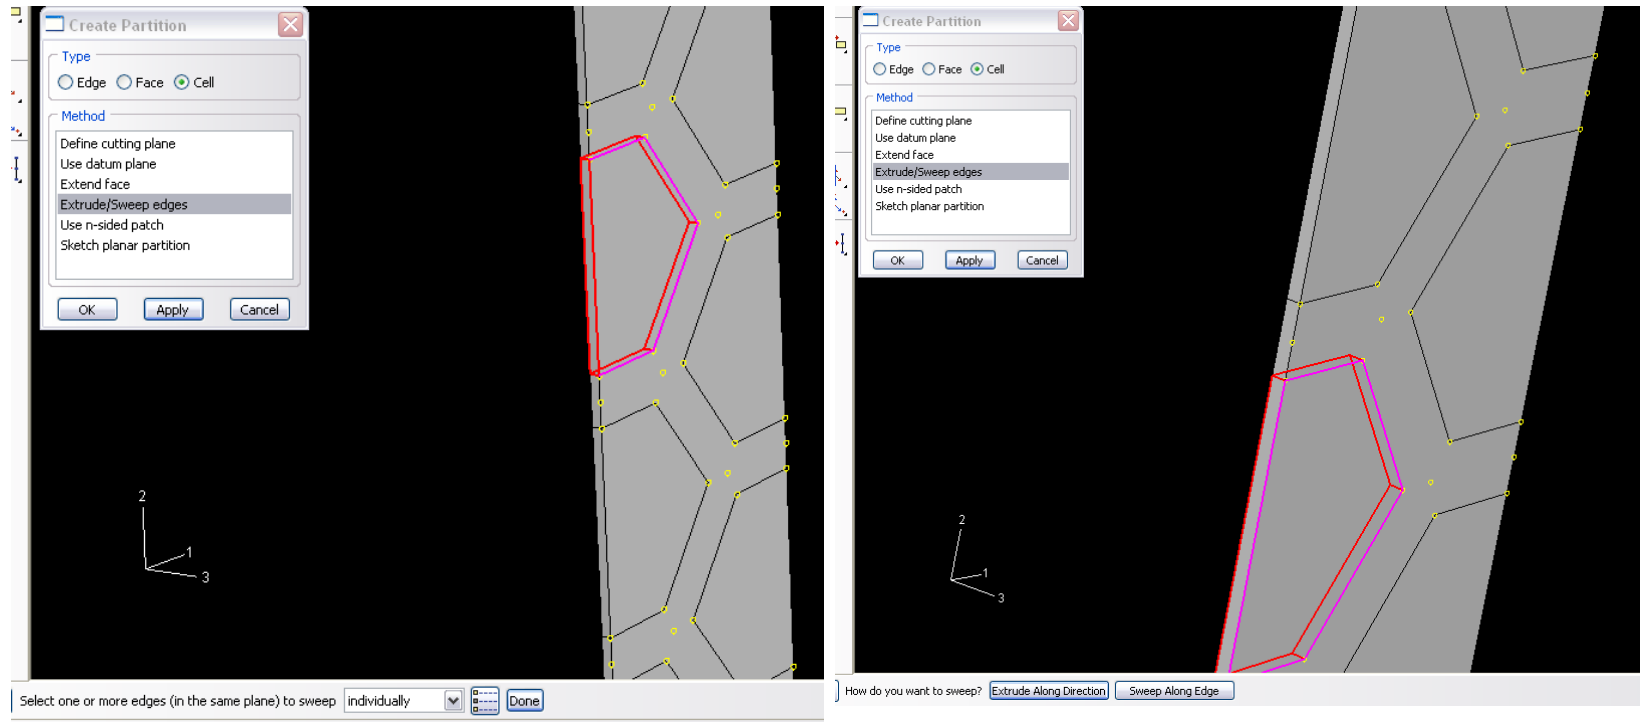 Create Partition
Type
Edge Face Cell
Method
Define cutting plane
Use datum plane
Extend face
Extrude/Sweep edges
Use n-sided patch
Sketch planar partition
OK Apply Cancel
2
1
3
Select one or more edges (in the same plane) to sweep individually Done
Create Partition
Type
Edge Face Cell
Method
Define cutting plane
Use datum plane
Extend face
Extrude/Sweep edges
Use n-sided patch
Sketch planar partition
OK Apply Cancel
2
1
3
How do you want to sweep? Extrude Along Direction Sweep Along Edge